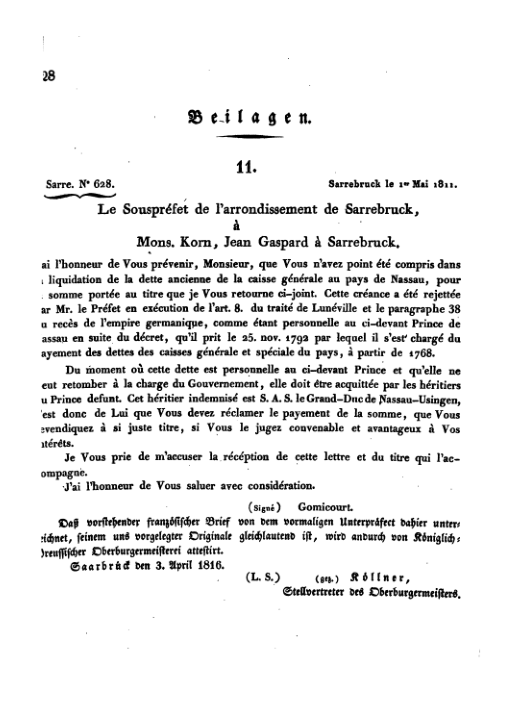 28
Beilagen.
11.
Sarre. N° 628. Sarrebruck le 1er Mai 1811.
Le Souspréfet de l'arrondissement de Sarrebruck,
à
Mons. Korn, Jean Gaspard à Sarrebruck.
ai l'honneur de Vous prévenir, Monsieur, que Vous n'avez point été compris dans
liquidation de la dette ancienne de la caisse générale au pays de Nassau, pour
somme portée au titre que je Vous retourne ci-joint. Cette créance a été rejettée
ar Mr. le Préfet en exécution de l'art. 8. du traité de Lunéville et le paragraphe 38
u recès de l'empire germanique, comme étant personnelle au ci-devant Prince de
assau en suite du décret, qu'il prit le 25. nov. 1792 par lequel il s'est chargé du
ayement des dettes des caisses générale et spéciale du pays, à partir de 1768.
Du moment où cette dette est personnelle au ci-devant Prince et qu'elle ne
eut retomber à la charge du Gouvernement, elle doit être acquittée par les héritiers
u Prince defunt. Cet héritier indemnisé est S. A. S. le Grand-Duc de Nassau-Usingen,
'est donc de Lui que Vous devez réclamer le payement de la somme, que Vous
evendiquez à si juste titre, si Vous le jugez convenable et avantageux à Vos
ntérêts.
Je Vous prie de m'accuser la réception de cette lettre et du titre qui l'ac-
ompagne.
J'ai l'honneur de Vous saluer avec considération.
(Signé) Gomicourt.
Daß vorstehender französischer Brief von dem vormaligen Unterpräfect dahier unter-
eichnet, seinem uns vorgelegter Originale gleichlautend ist, wird andurch von Königlich-
reussischer Oberburgermeisterei attestirt.
Saarbrück den 3. April 1816.
(L. S.) (gez.) Köllner,
Stellvertreter des Oberburgermeisters.